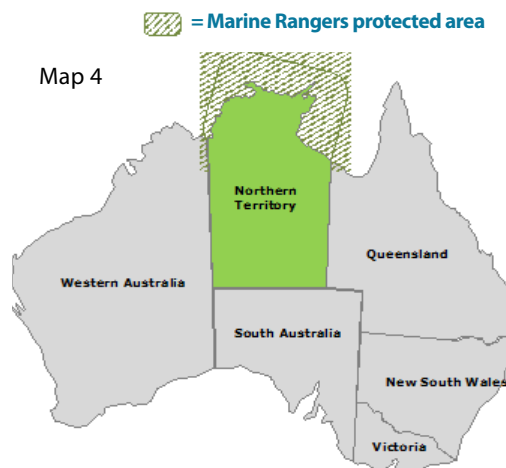 = Marine Rangers protected area
Map 4
Northern
Territory
Queensland
Western Australia
South Australia
New South Wales
Victoria